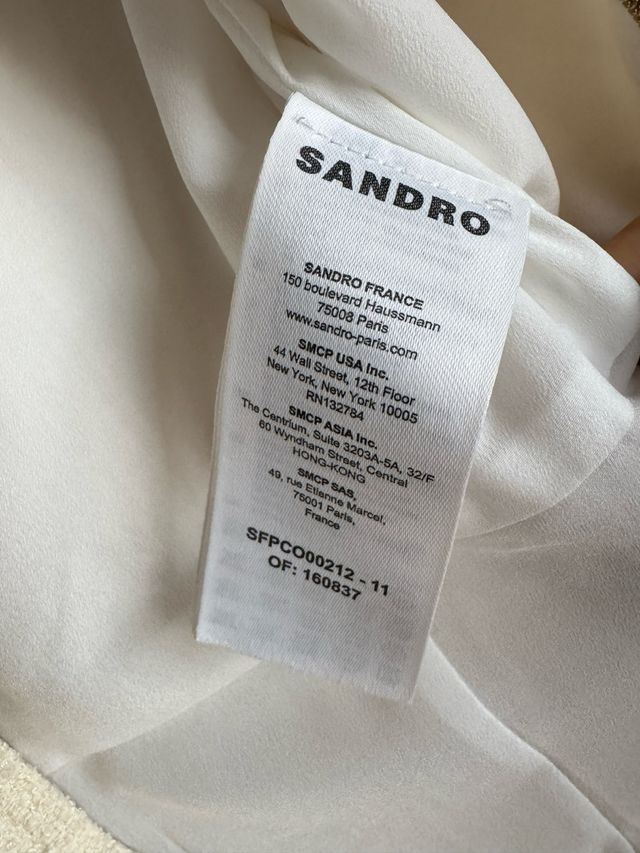 SANDRO
SANDRO FRANCE
150 boulevard Haussmann
75008 Paris
www.sandro-paris.com
SMCP USA Inc.
44 Wall Street, 12th Floor
New York, New York 10005
RN132784
SMCP ASIA Inc.
The Centrium, Suite 3203A-5A, 32/F
60 Wyndham Street, Central
HONG-KONG
SMCP SAS,
49, rue Etienne Marcel,
75001 Paris,
France
SFPCO00212 - 11
OF: 160837